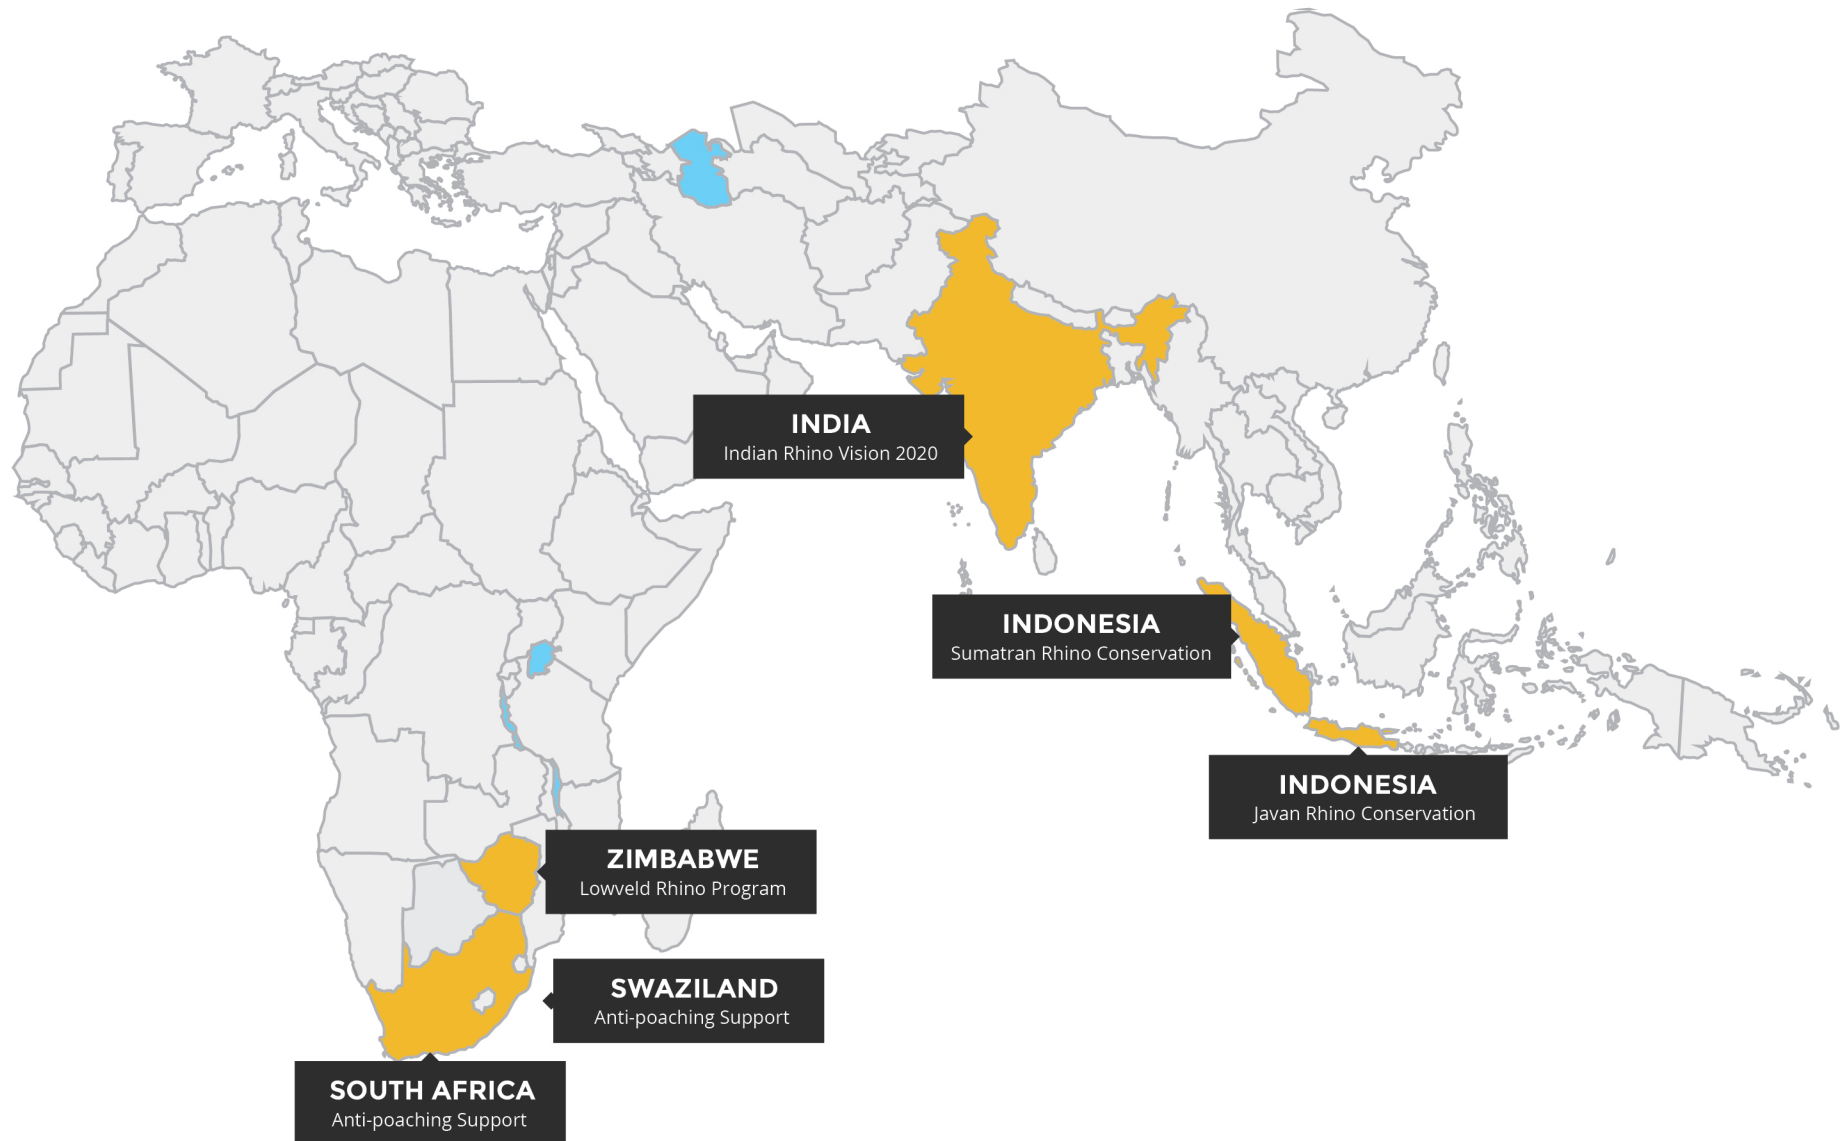 INDIA
Indian Rhino Vision 2020
INDONESIA
Sumatran Rhino Conservation
INDONESIA
Javan Rhino Conservation
ZIMBABWE
Lowveld Rhino Program
SWAZILAND
Anti-poaching Support
SOUTH AFRICA
Anti-poaching Support